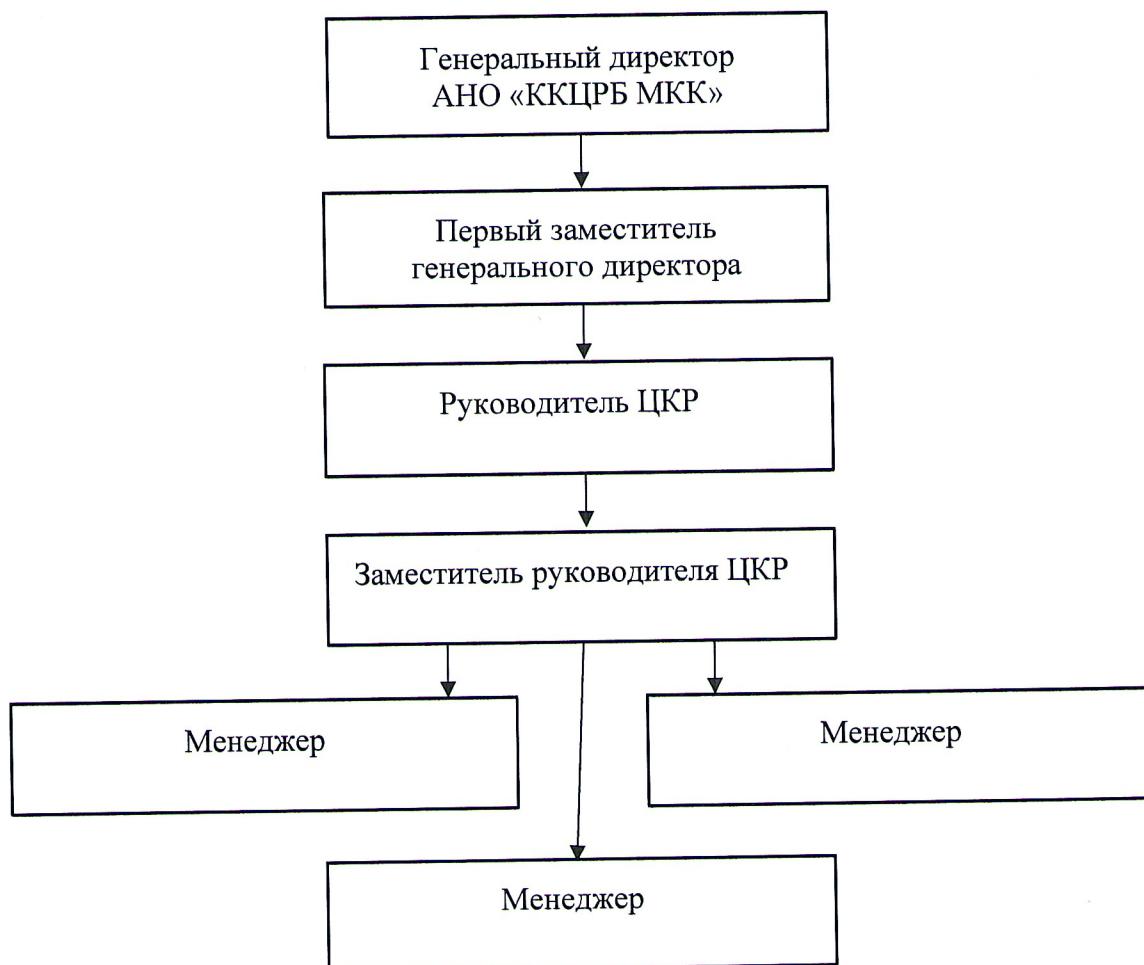 Генеральный директор
АНО «ККЦРБ МКК»
Первый заместитель
генерального директора
Руководитель ЦКР
Заместитель руководителя ЦКР
Менеджер
Менеджер
Менеджер